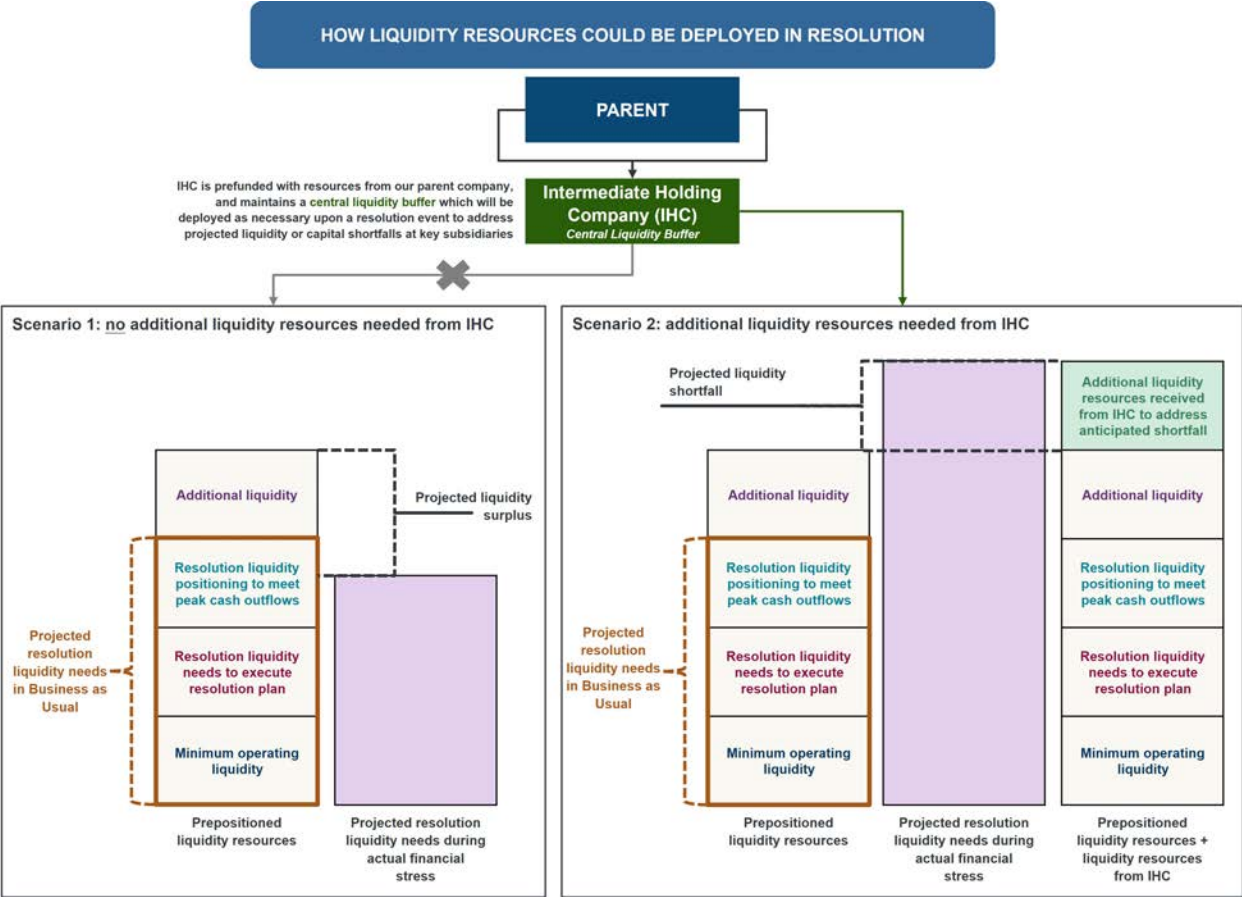 HOW LIQUIDITY RESOURCES COULD BE DEPLOYED IN RESOLUTION
PARENT
IHC is prefunded with resources from our parent company,
and maintains a central liquidity buffer which will be
deployed as necessary upon a resolution event to address
projected liquidity or capital shortfalls at key subsidiaries
Intermediate Holding
Company (IHC)
Central Liquidity Buffer
Scenario 1: no additional liquidity resources needed from IHC
Additional liquidity
Projected liquidity
surplus
Resolution liquidity
positioning to meet
peak cash outflows
Projected
resolution
liquidity needs
in Business as
Usual
Resolution liquidity
needs to execute
resolution plan
Minimum operating
liquidity
Prepositioned
liquidity resources
Projected resolution
liquidity needs during
actual financial
stress
Scenario 2: additional liquidity resources needed from IHC
Projected liquidity
shortfall
Additional liquidity
resources received
from IHC to address
anticipated shortfall
Additional liquidity
Additional liquidity
Resolution liquidity
positioning to meet
peak cash outflows
Resolution liquidity
positioning to meet
peak cash outflows
Projected
resolution
liquidity needs
in Business as
Usual
Resolution liquidity
needs to execute
resolution plan
Resolution liquidity
needs to execute
resolution plan
Minimum operating
liquidity
Minimum operating
liquidity
Prepositioned
liquidity resources
Projected resolution
liquidity needs during
actual financial
stress
Prepositioned
liquidity resources +
liquidity resources
from IHC